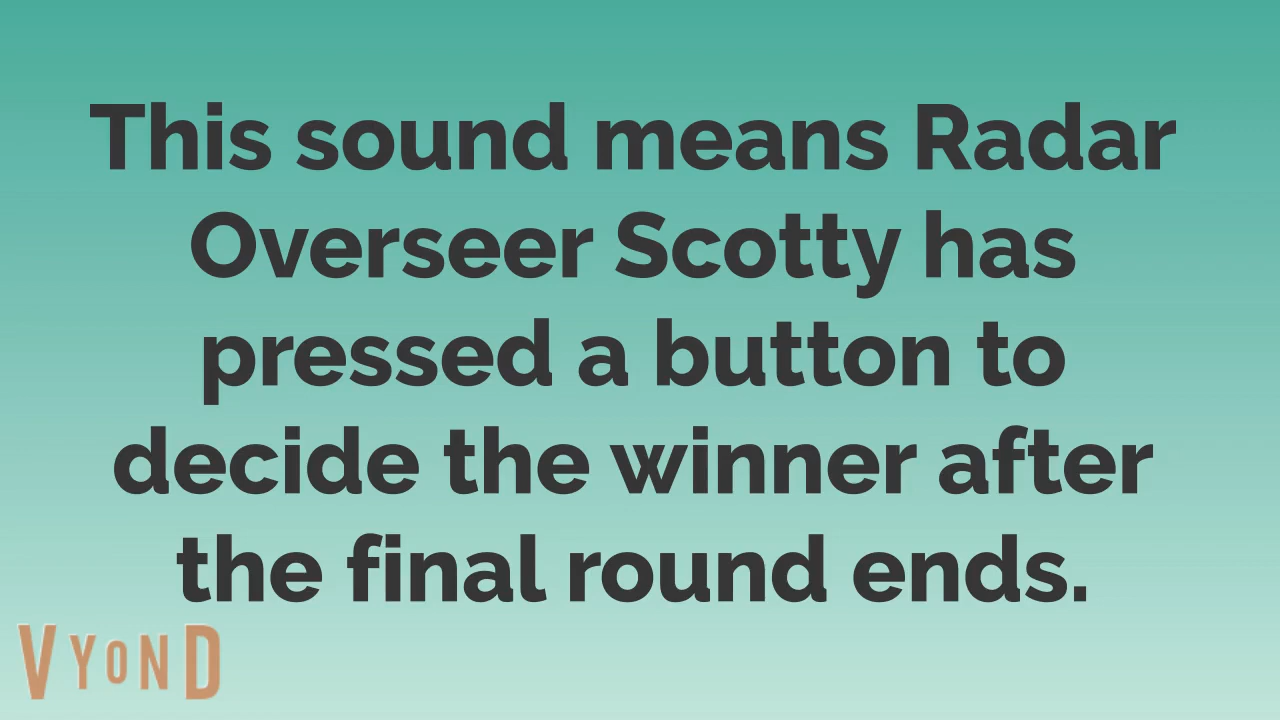 This sound means Radar
Overseer Scotty has
pressed a button to
decide the winner after
the final round ends.
VYOND